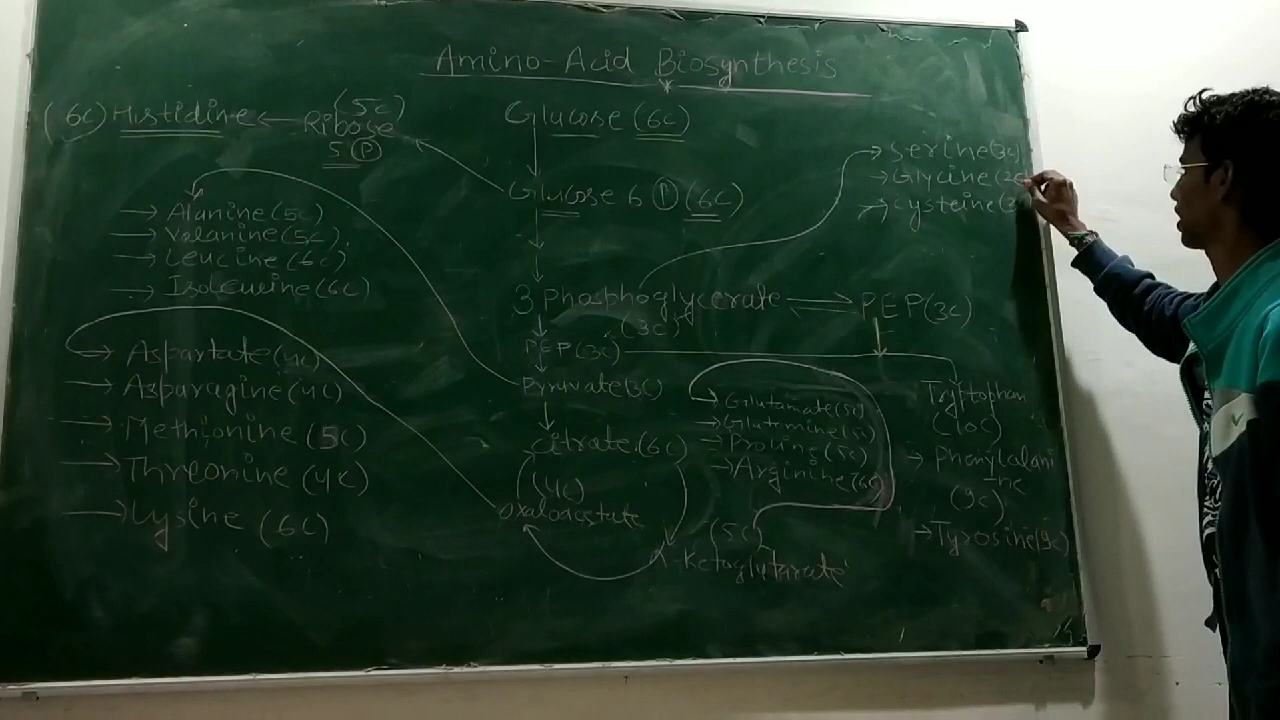 Amino-Acid Biosynthesis
(6C) Histidine ← Ribose (5C)
5 P
Glucose (6C)
Glucose 6 P (6C)
→ Serine(3C)
→ Glycine(2C
→ Cysteine(3
→ Alanine(5C)
→ Valanine(5C)
→ Leucine(6C)
→ Isoleucine(6C)
3 Phosphoglycerate ⇌ PEP(3C)
(3C)
PEP(3C)
Pyruvate(3C)
Citrate(6C)
(4C)
Oxaloacetate
(5C)
α-Ketoglutarate
→ Aspartate(4C)
→ Asparagine(4C)
→ Methionine (5C)
→ Threonine (4C)
→ Lysine (6C)
→ Glutamate(5C)
→ Glutemine(5C)
→ Proline(5C)
→ Arginine(6C)
Tryptophan
(10C)
→ Phenylalani
-ne
(9C)
→ Tyrosine(9C)